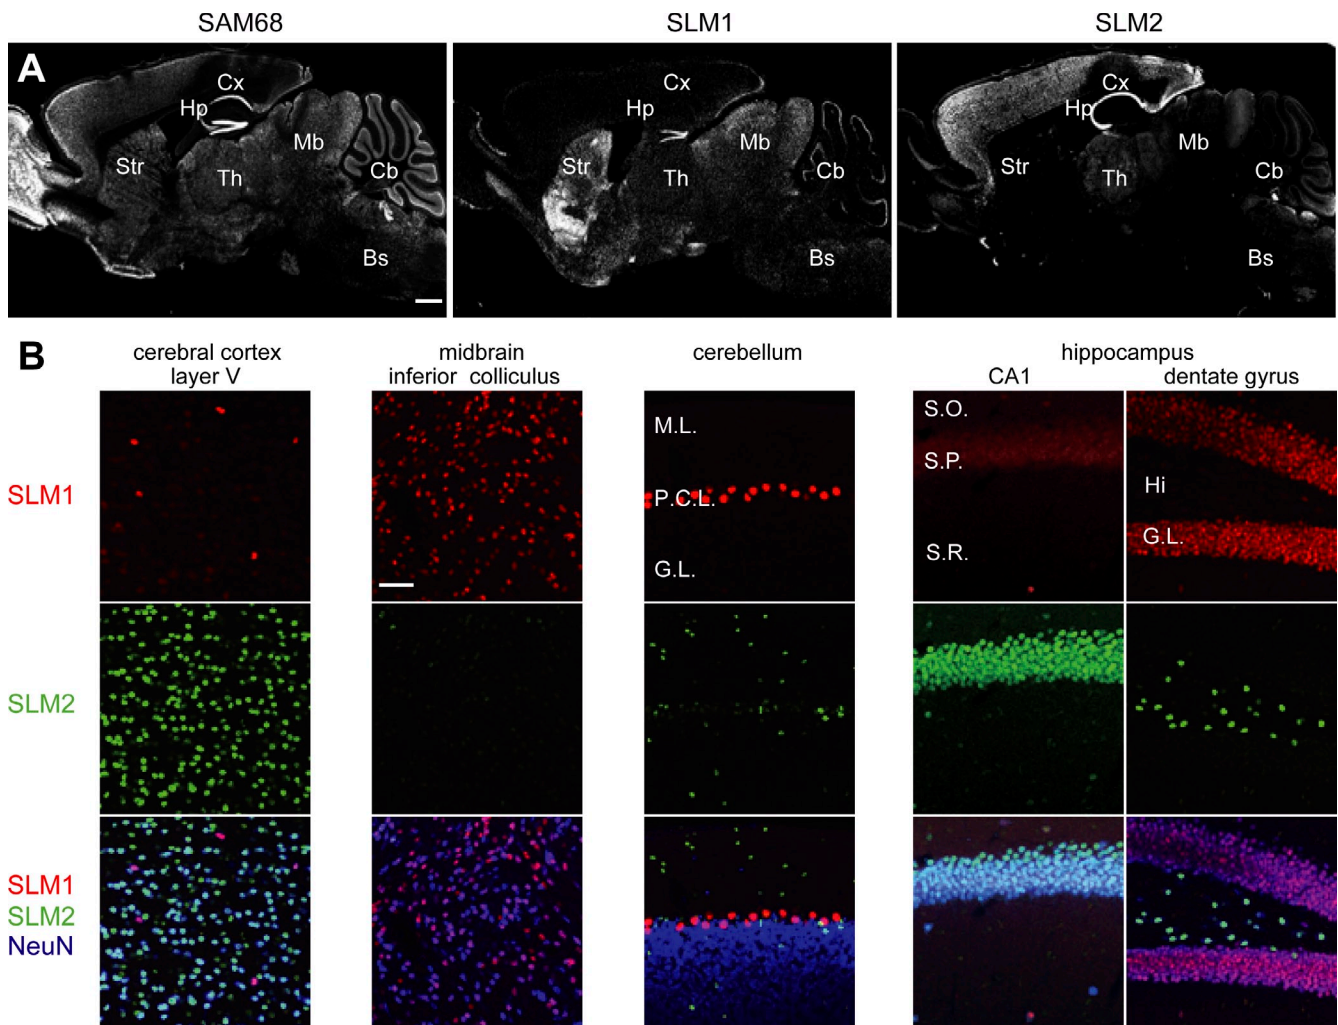 SAM68
SLM1
SLM2
A
Cx
Hp
Str
Th
Mb
Cb
Bs
Cx
Hp
Str
Th
Mb
Cb
Bs
Cx
Hp
Str
Th
Mb
Cb
Bs
B
cerebral cortex
layer V
midbrain
inferior colliculus
cerebellum
hippocampus
CA1
dentate gyrus
SLM1
M.L.
P.C.L.
G.L.
S.O.
S.P.
S.R.
Hi
G.L.
SLM2
SLM1
SLM2
NeuN